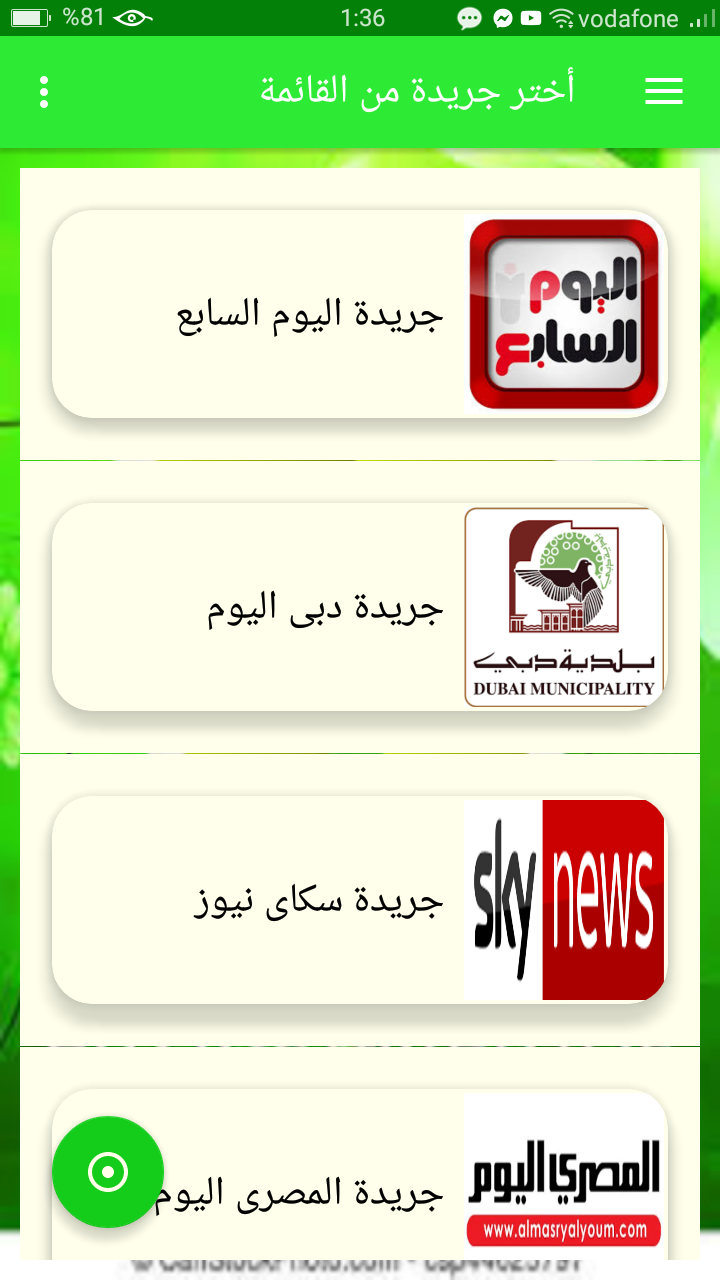 %81
1:36
vodafone
أختر جريدة من القائمة
اليوم
السابع
جريدة اليوم السابع
بلدية دبي
DUBAI MUNICIPALITY
جريدة دبى اليوم
sky news
جريدة سكاى نيوز
المصري اليوم
www.almasryalyoum.com
جريدة المصرى اليوم